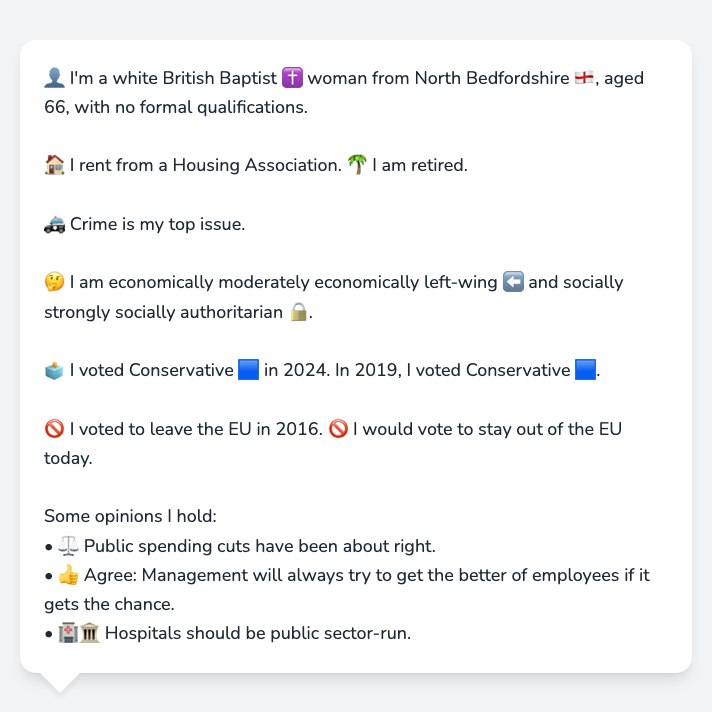 👤 I'm a white British Baptist ✝️ woman from North Bedfordshire 🏴󠁧󠁢󠁥󠁮󠁧󠁿, aged
66, with no formal qualifications.
🏠 I rent from a Housing Association. 🌴 I am retired.
🚓 Crime is my top issue.
🤔 I am economically moderately economically left-wing ⬅️ and socially
strongly socially authoritarian 🔒.
🗳️ I voted Conservative 🟦 in 2024. In 2019, I voted Conservative 🟦.
🚫 I voted to leave the EU in 2016. 🚫 I would vote to stay out of the EU
today.
Some opinions I hold:
• ⚖️ Public spending cuts have been about right.
• 👍 Agree: Management will always try to get the better of employees if it
gets the chance.
• 🏥🏛️ Hospitals should be public sector-run.